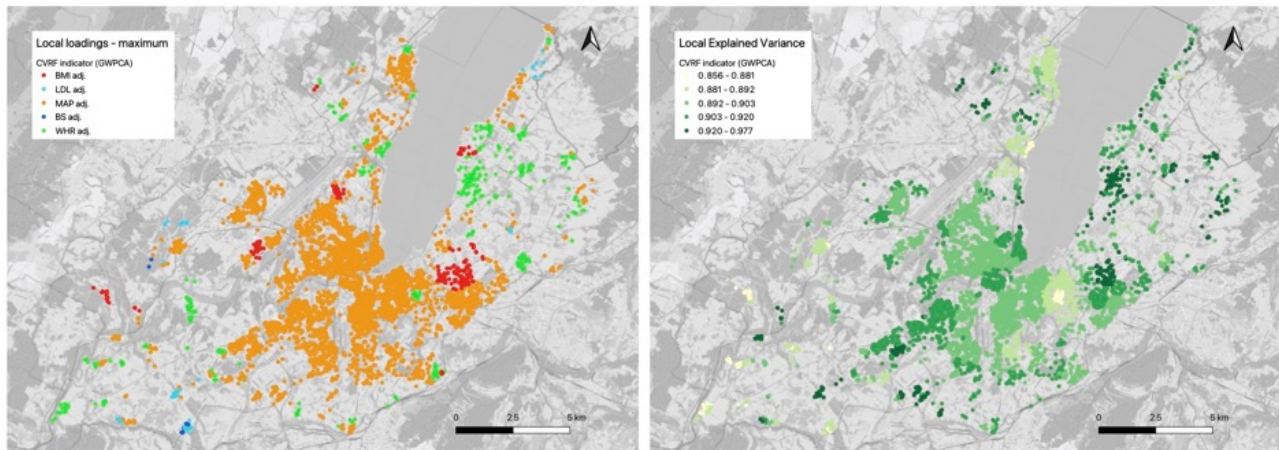 Local loadings - maximum
CVRF indicator (GWPCA)
BMI adj.
LDL adj.
MAP adj.
BS adj.
WHR adj.
0 2.5 5 km
Local Explained Variance
CVRF indicator (GWPCA)
0.856 - 0.881
0.881 - 0.892
0.892 - 0.903
0.903 - 0.920
0.920 - 0.977
0 2.5 5 km